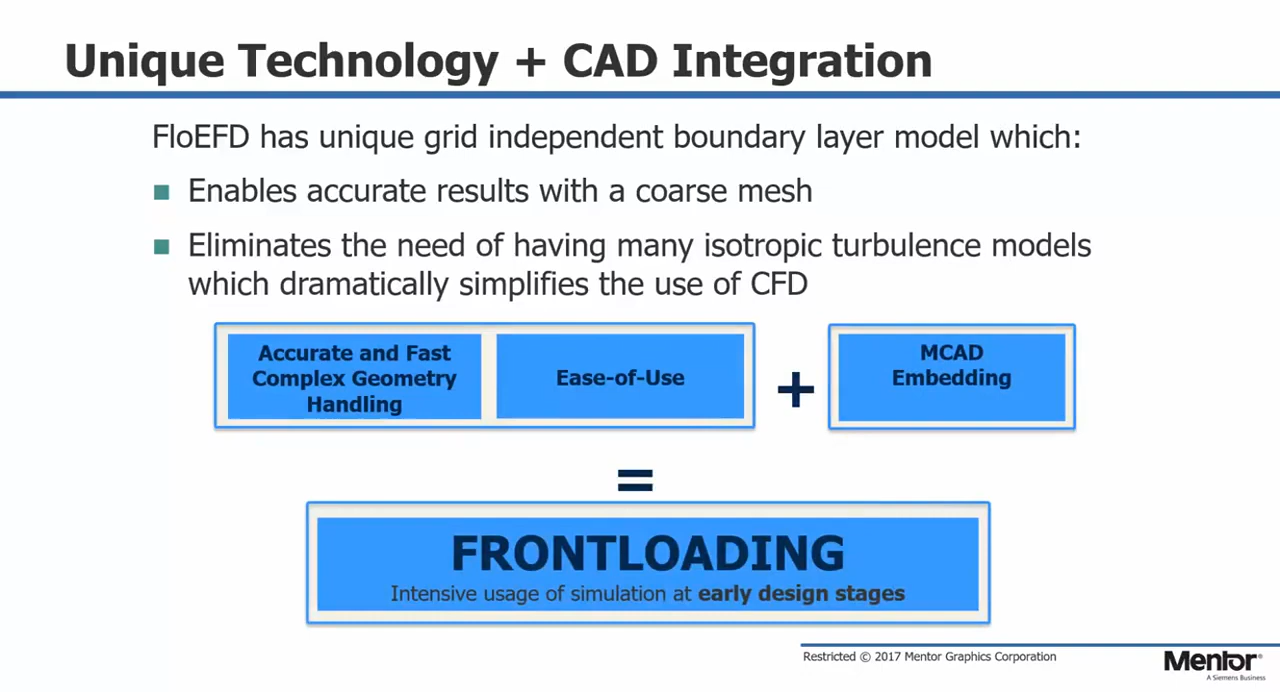 Unique Technology + CAD Integration
FloEFD has unique grid independent boundary layer model which:
Enables accurate results with a coarse mesh
Eliminates the need of having many isotropic turbulence models
which dramatically simplifies the use of CFD
Accurate and Fast
Complex Geometry
Handling
Ease-of-Use
+
MCAD
Embedding
=
FRONTLOADING
Intensive usage of simulation at early design stages
Restricted © 2017 Mentor Graphics Corporation
Mentor®
A Siemens Business